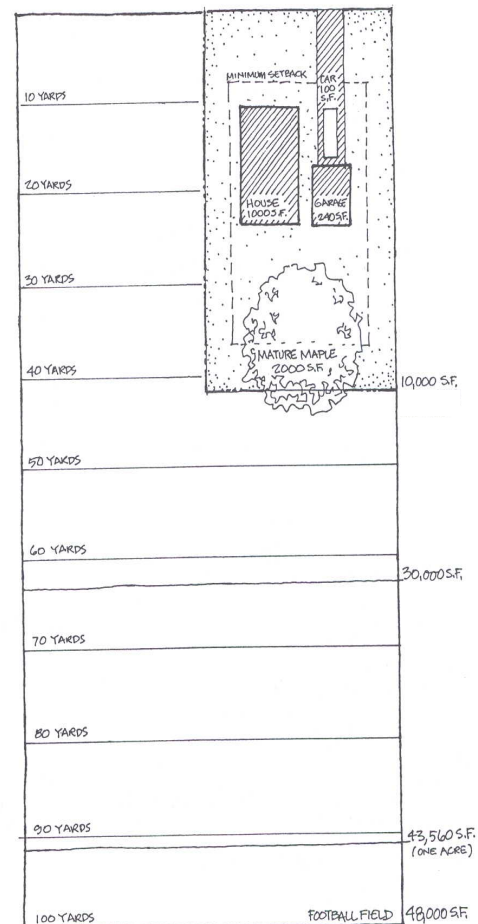 MINIMUM SETBACK
CAR
100
S.F.
10 YARDS
20 YARDS
HOUSE
1000 S.F.
GARAGE
240 S.F.
30 YARDS
MATURE MAPLE
2000 S.F.
40 YARDS
10,000 S.F.
50 YARDS
60 YARDS
30,000 S.F.
70 YARDS
80 YARDS
90 YARDS
43,560 S.F.
(ONE ACRE)
100 YARDS
FOOTBALL FIELD
48,000 S.F.